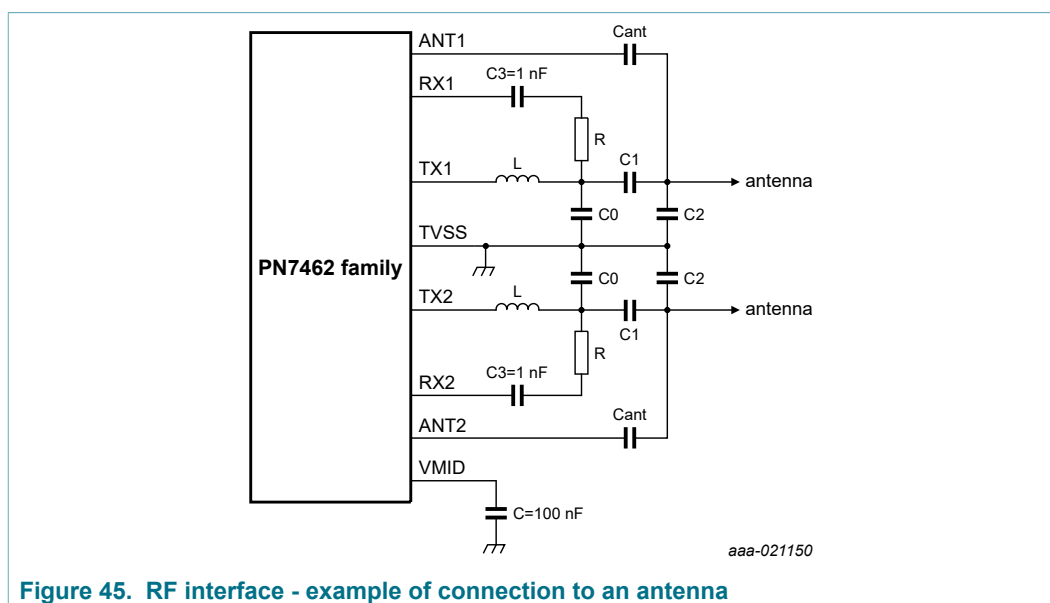 ANT1
Cant
C3=1 nF
RX1
R
TX1
L
C1
antenna
C0
C2
TVSS
PN7462 family
C0
C2
TX2
L
antenna
C1
R
C3=1 nF
RX2
Cant
ANT2
VMID
C=100 nF
aaa-021150
Figure 45. RF interface - example of connection to an antenna